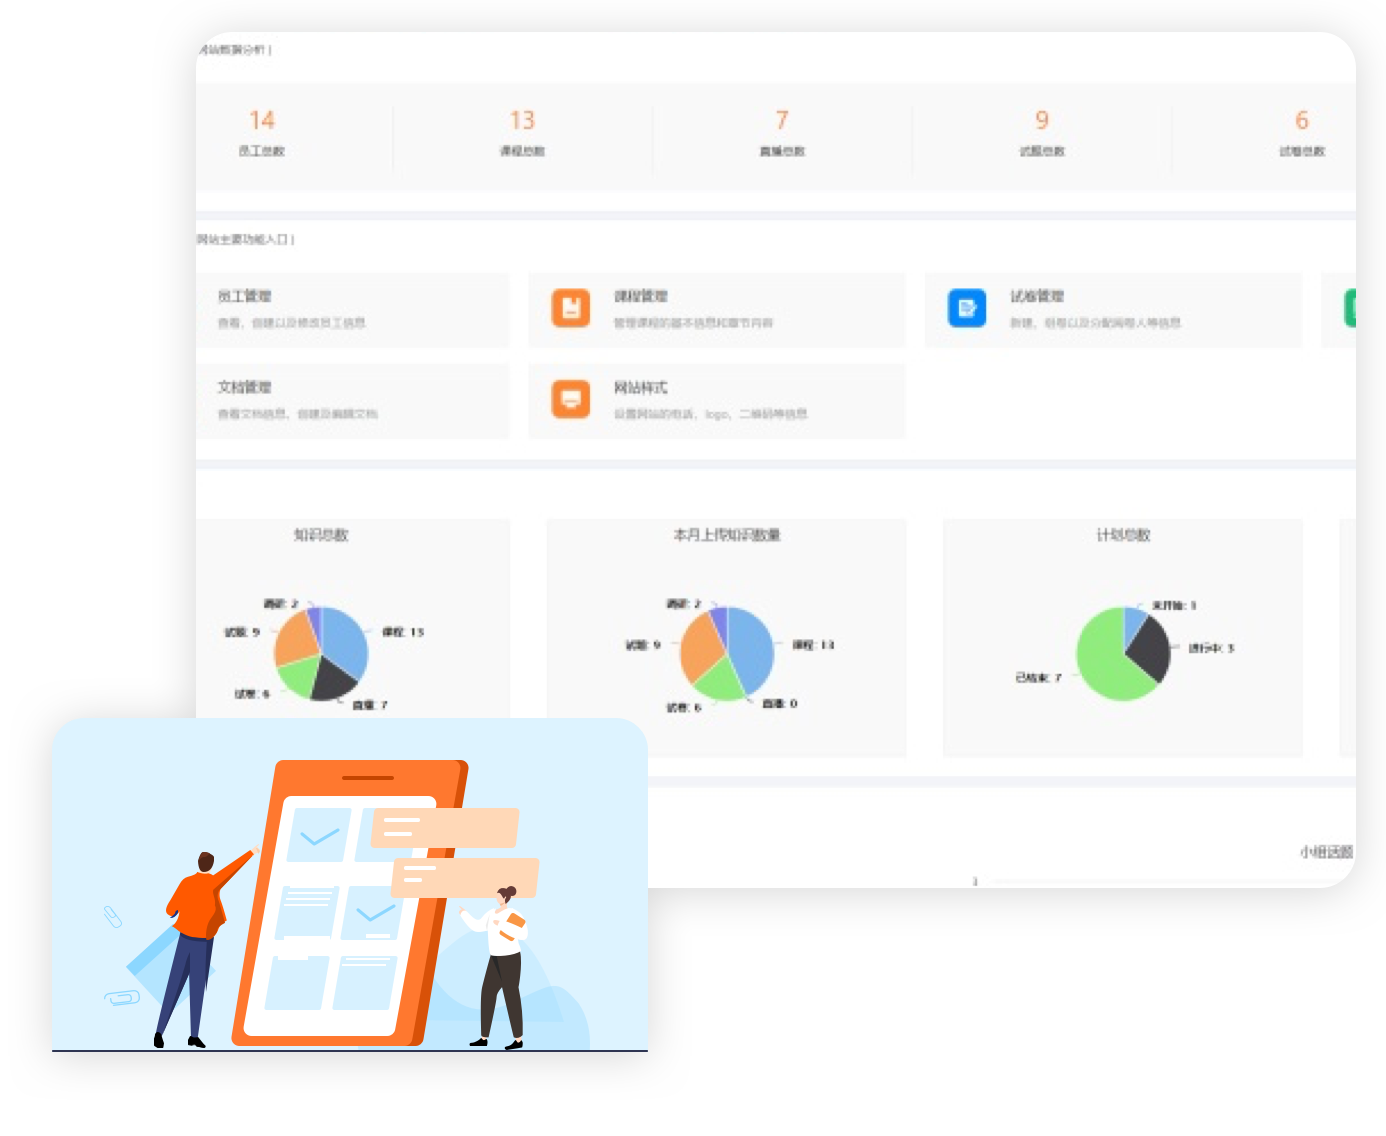 网站数据分析 |
14
13
7
9
6
员工总数
课程总数
直播总数
试题总数
试卷总数
网站主要功能入口 |
员工管理
查看、创建以及修改员工信息
课程管理
管理课程的基本信息和章节内容
试卷管理
新建、组卷以及分配阅卷人等信息
文档管理
查看文档信息、创建及编辑文档
网站样式
设置网站的电话、logo、二维码等信息
知识总数
调研: 2
试题: 9
课程: 13
试卷: 6
直播: 7
本月上传知识数量
调研: 2
试题: 9
课程: 13
试卷: 6
直播: 0
计划总数
未开始: 1
进行中: 3
已结束: 7
小组话题
3